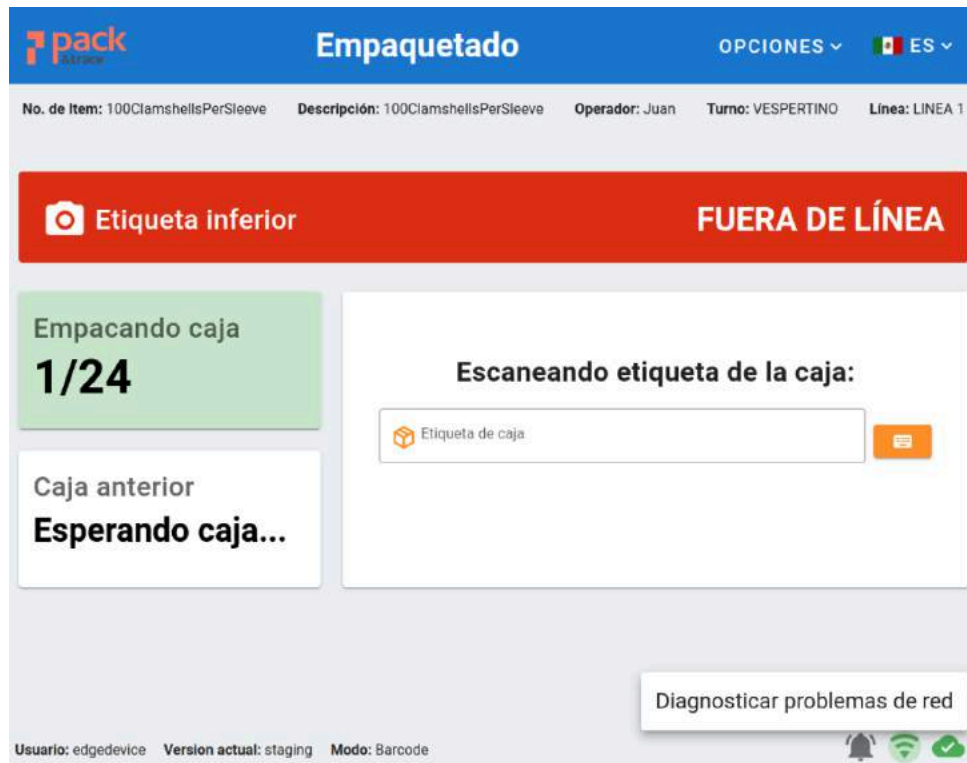 pack
&trace
Empaquetado
OPCIONES
ES
No. de Item: 100ClamshellsPerSleeve Descripción: 100ClamshellsPerSleeve Operador: Juan Turno: VESPERTINO Línea: LINEA 1
Etiqueta inferior
FUERA DE LÍNEA
Empacando caja
1/24
Caja anterior
Esperando caja...
Escaneando etiqueta de la caja:
Etiqueta de caja
Diagnosticar problemas de red
Usuario: edgedevice Version actual: staging Modo: Barcode